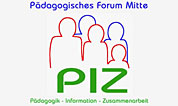 Pädagogisches Forum Mitte
PIZ
Pädagogik - Information - Zusammenarbeit